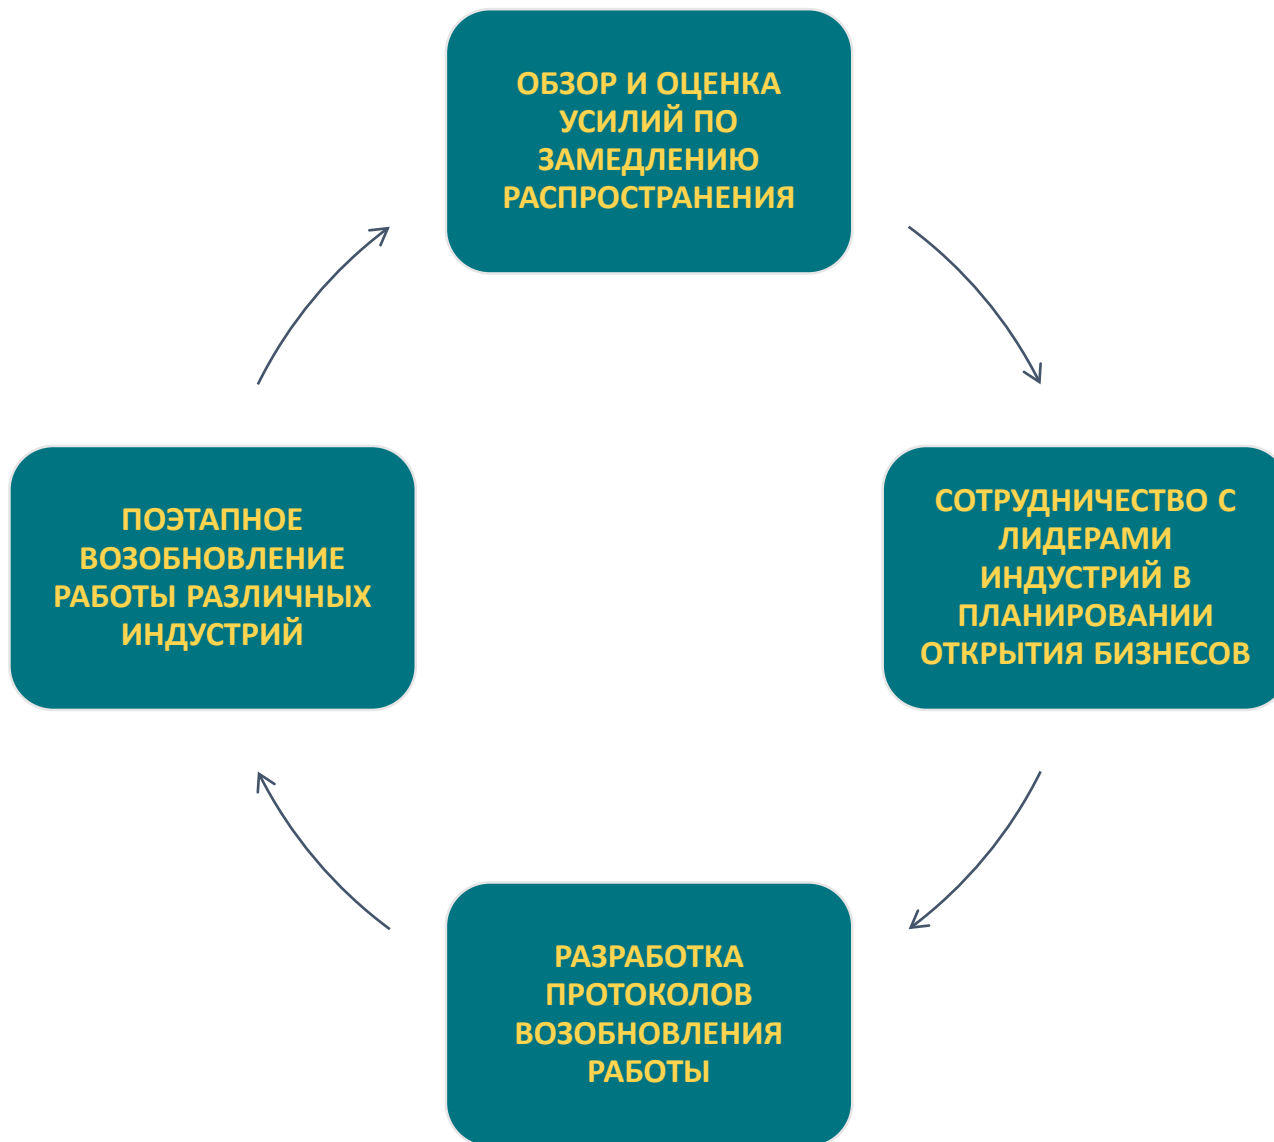 ОБЗОР И ОЦЕНКА
УСИЛИЙ ПО
ЗАМЕДЛЕНИЮ
РАСПРОСТРАНЕНИЯ
СОТРУДНИЧЕСТВО С
ЛИДЕРАМИ
ИНДУСТРИЙ В
ПЛАНИРОВАНИИ
ОТКРЫТИЯ БИЗНЕСОВ
РАЗРАБОТКА
ПРОТОКОЛОВ
ВОЗОБНОВЛЕНИЯ
РАБОТЫ
ПОЭТАПНОЕ
ВОЗОБНОВЛЕНИЕ
РАБОТЫ РАЗЛИЧНЫХ
ИНДУСТРИЙ